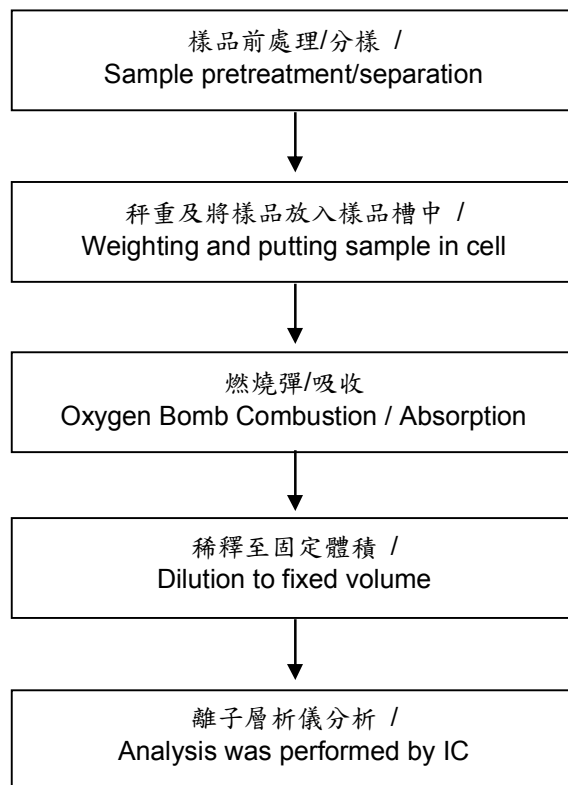 樣品前處理/分樣 /
Sample pretreatment/separation
秤重及將樣品放入樣品槽中 /
Weighting and putting sample in cell
燃燒彈/吸收
Oxygen Bomb Combustion / Absorption
稀釋至固定體積 /
Dilution to fixed volume
離子層析儀分析 /
Analysis was performed by IC